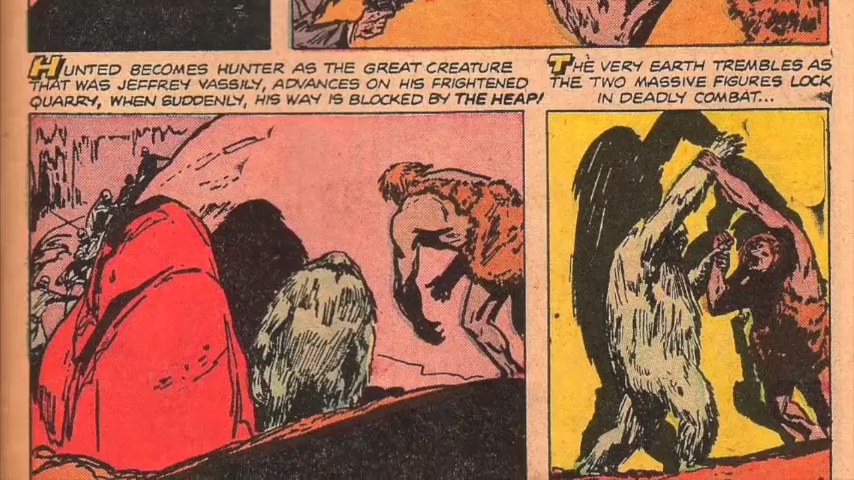 HUNTED BECOMES HUNTER AS THE GREAT CREATURE
THAT WAS JEFFREY VASSILY, ADVANCES ON HIS FRIGHTENED
QUARRY, WHEN SUDDENLY, HIS WAY IS BLOCKED BY THE HEAP!
THE VERY EARTH TREMBLES AS
THE TWO MASSIVE FIGURES LOCK
IN DEADLY COMBAT...